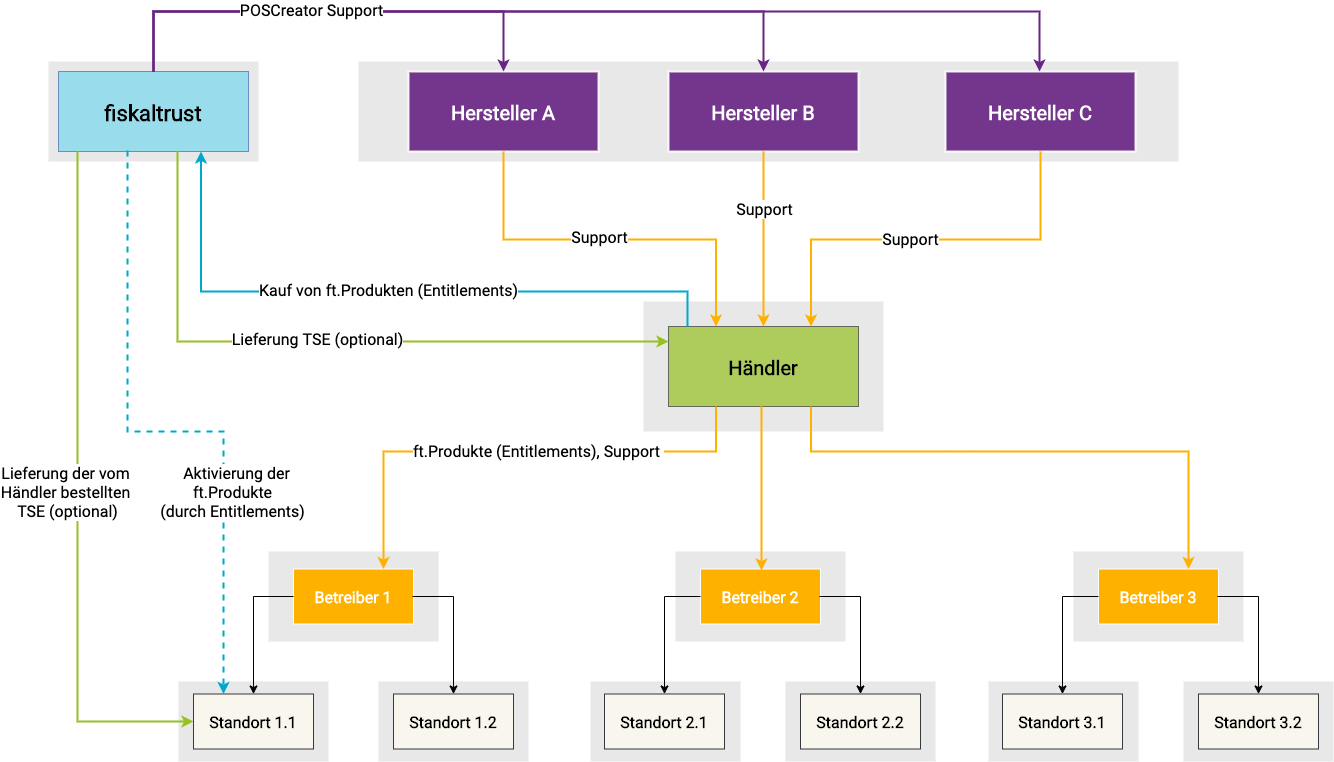 POSCreator Support
fiskaltrust
Hersteller A
Hersteller B
Hersteller C
Support
Support
Support
Kauf von ft.Produkten (Entitlements)
Lieferung TSE (optional)
Händler
ft.Produkte (Entitlements), Support
Lieferung der vom
Händler bestellten
TSE (optional)
Aktivierung der
ft.Produkte
(durch Entitlements)
Betreiber 1
Betreiber 2
Betreiber 3
Standort 1.1
Standort 1.2
Standort 2.1
Standort 2.2
Standort 3.1
Standort 3.2